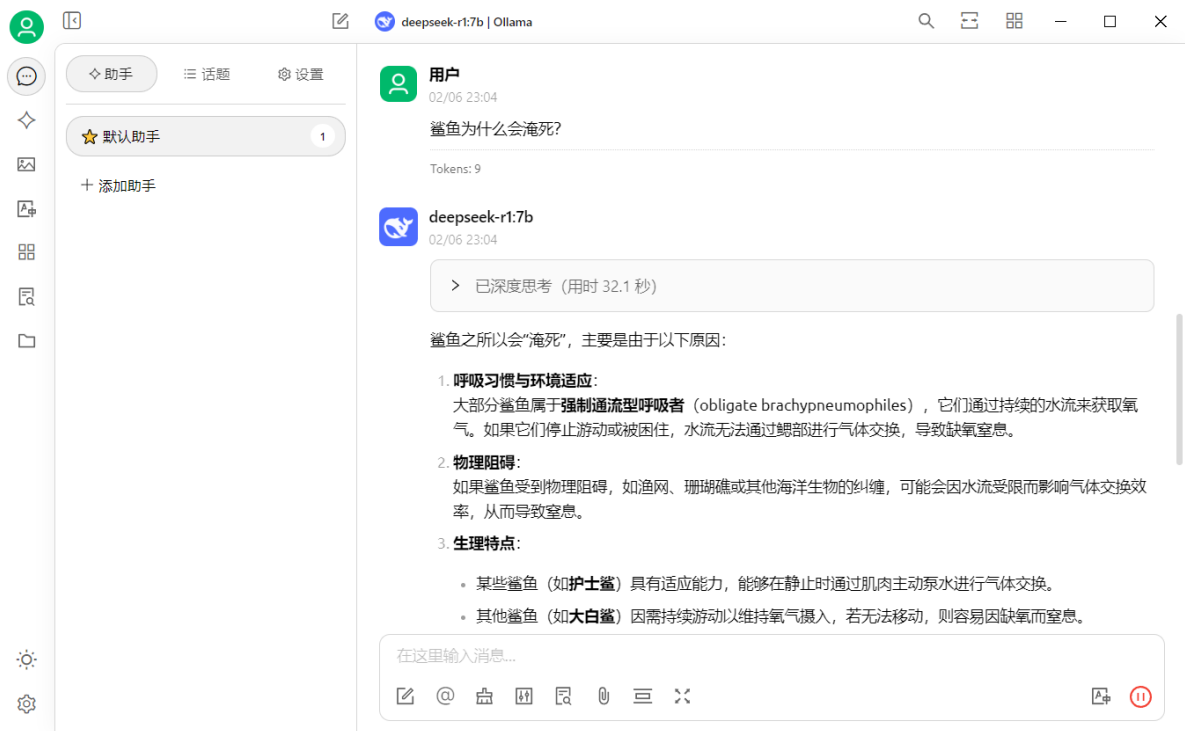 deepseek-r1:7b | Ollama
助手
话题
设置
默认助手
1
添加助手
用户
02/06 23:04
鲨鱼为什么会淹死?
Tokens: 9
deepseek-r1:7b
02/06 23:04
已深度思考（用时 32.1 秒）
鲨鱼之所以会“淹死”，主要是由于以下原因：
1. 呼吸习惯与环境适应：
大部分鲨鱼属于强制通流型呼吸者（obligate brachypneumophiles），它们通过持续的水流来获取氧
气。如果它们停止游动或被困住，水流无法通过鳃部进行气体交换，导致缺氧窒息。
2. 物理阻碍：
如果鲨鱼受到物理阻碍，如渔网、珊瑚礁或其他海洋生物的纠缠，可能会因水流受限而影响气体交换效
率，从而导致窒息。
3. 生理特点：
• 某些鲨鱼（如护士鲨）具有适应能力，能够在静止时通过肌肉主动泵水进行气体交换。
• 其他鲨鱼（如大白鲨）因需持续游动以维持氧气摄入，若无法移动，则容易因缺氧而窒息。
在这里输入消息...